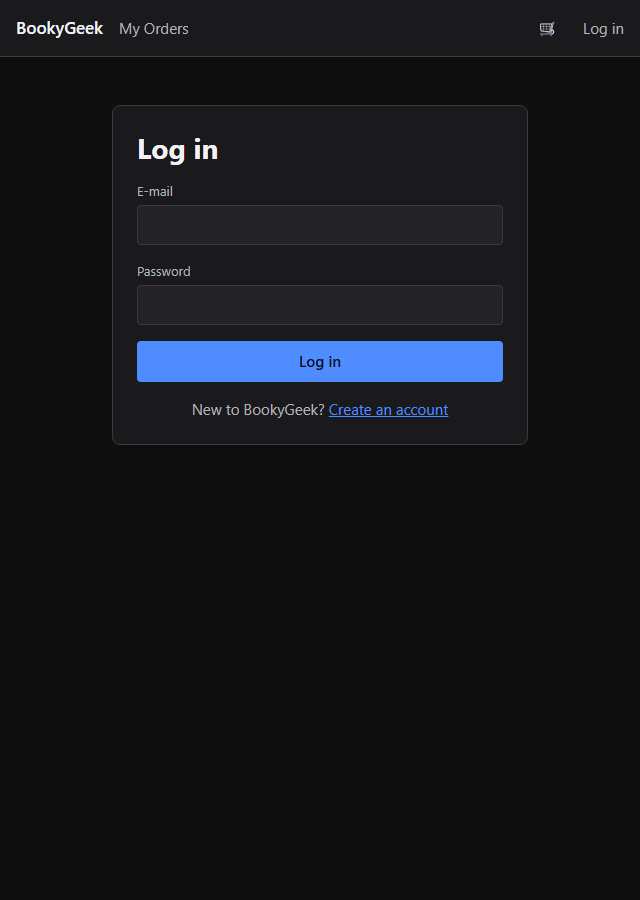 BookyGeek My Orders Log in
Log in
E-mail
Password
Log in
New to BookyGeek? Create an account